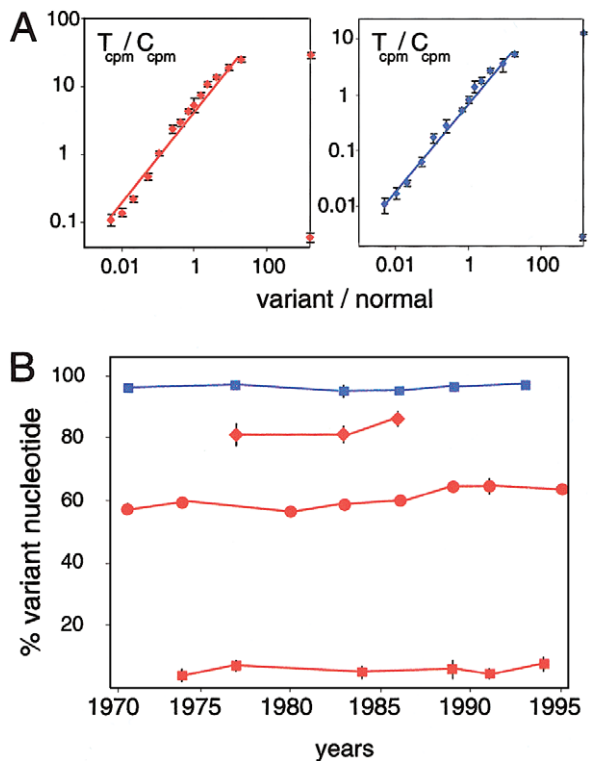 A
T cpm / C cpm
100
10
1
0.1
0.01 1 100
T cpm / C cpm
10
1
0.1
0.01
0.01 1 100
variant / normal
B
% variant nucleotide
100
80
60
40
20
1970 1975 1980 1985 1990 1995
years